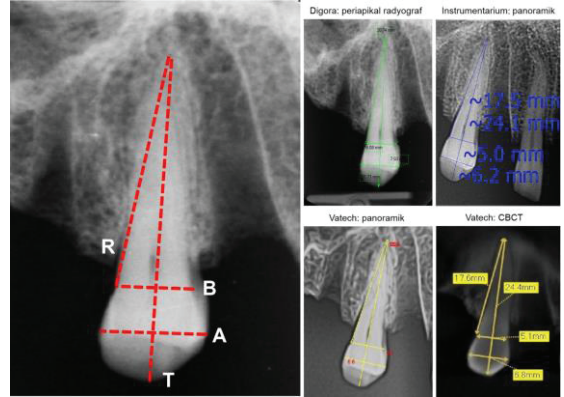 Digora: periapikal radyograf
Instrumentarium: panoramik
R
B
A
T
~17.5 mm
~24.1 mm
~5.0 mm
~6.2 mm
Vatech: panoramik
Vatech: CBCT
17.6mm
24.4mm
5.1mm
6.8mm